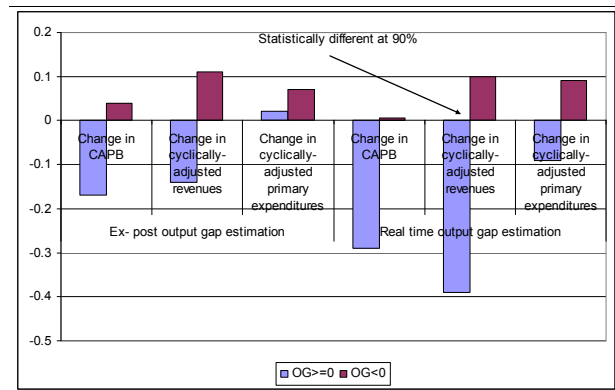 0.2
Statistically different at 90%
0.1
0
Change in CAPB
Change in cyclically-adjusted revenues
Change in cyclically-adjusted primary expenditures
Change in CAPB
Change in cyclically-adjusted revenues
Change in cyclically-adjusted primary expenditures
-0.1
-0.2
Ex- post output gap estimation
Real time output gap estimation
-0.3
-0.4
-0.5
OG>=0
OG<0